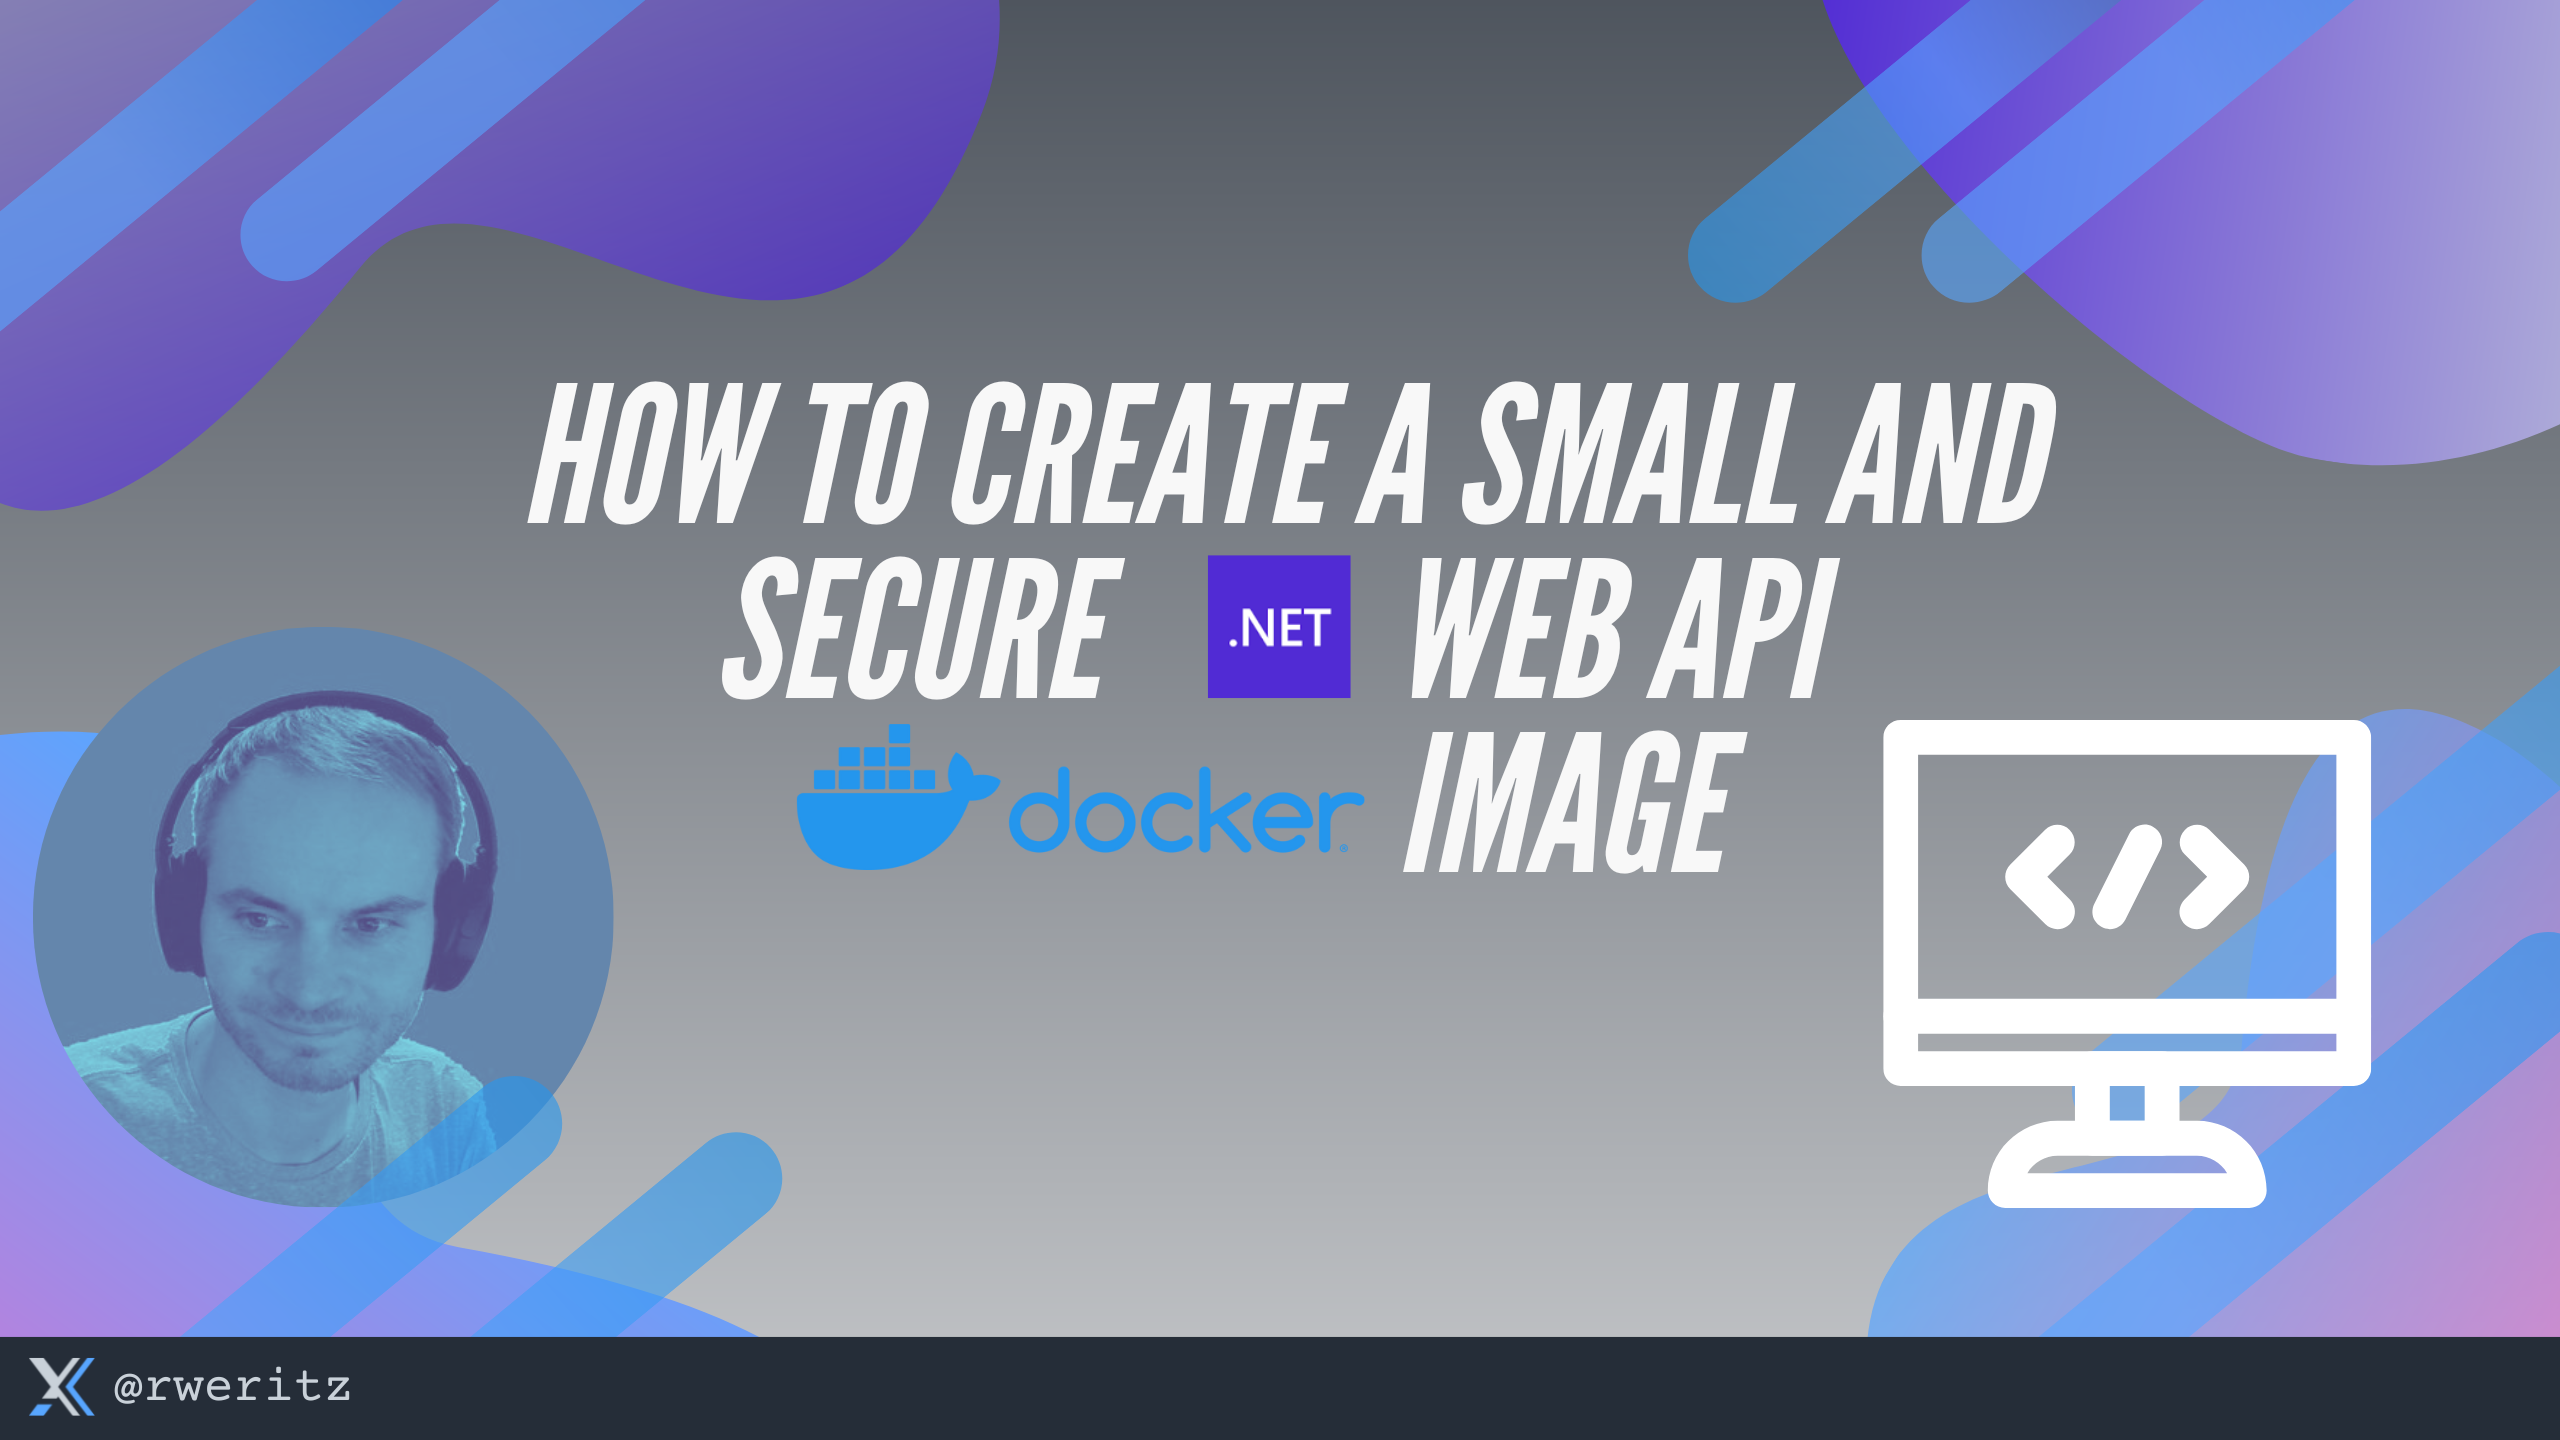 HOW TO CREATE A SMALL AND
SECURE .NET WEB API
docker. IMAGE
</>
@rweritz